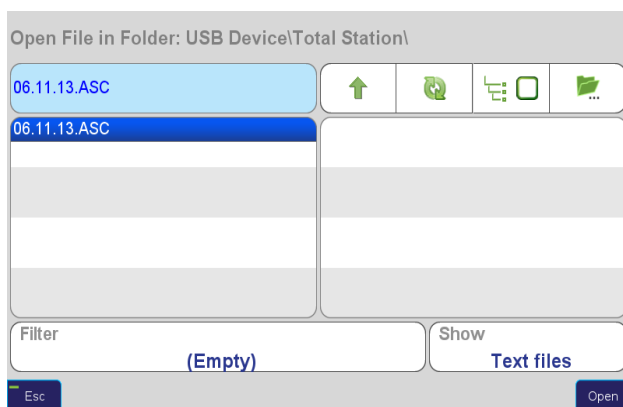 Open File in Folder: USB Device\Total Station\
06.11.13.ASC
...
06.11.13.ASC
Filter
(Empty)
Show
Text files
Esc
Open